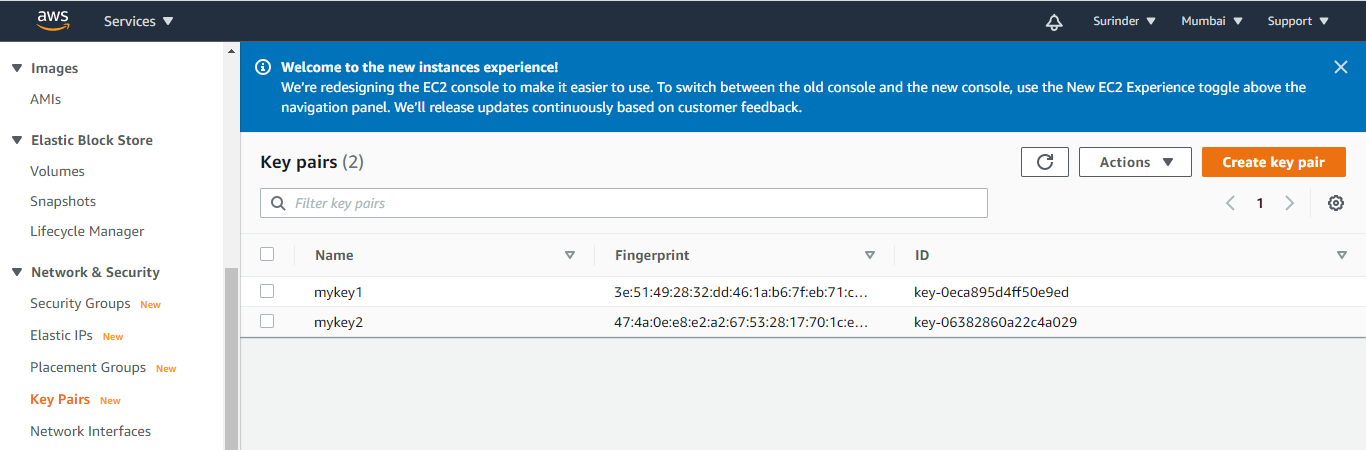 aws Services Surinder Mumbai Support
Images
AMIs
Elastic Block Store
Volumes
Snapshots
Lifecycle Manager
Network & Security
Security Groups New
Elastic IPs New
Placement Groups New
Key Pairs New
Network Interfaces
Welcome to the new instances experience!
We're redesigning the EC2 console to make it easier to use. To switch between the old console and the new console, use the New EC2 Experience toggle above the
navigation panel. We'll release updates continuously based on customer feedback.
Key pairs (2) Actions Create key pair
Filter key pairs 1
Name Fingerprint ID
mykey1 3e:51:49:28:32:dd:46:1a:b6:7f:eb:71:c... key-0eca895d4ff50e9ed
mykey2 47:4a:0e:e8:e2:a2:67:53:28:17:70:1c:e... key-06382860a22c4a029